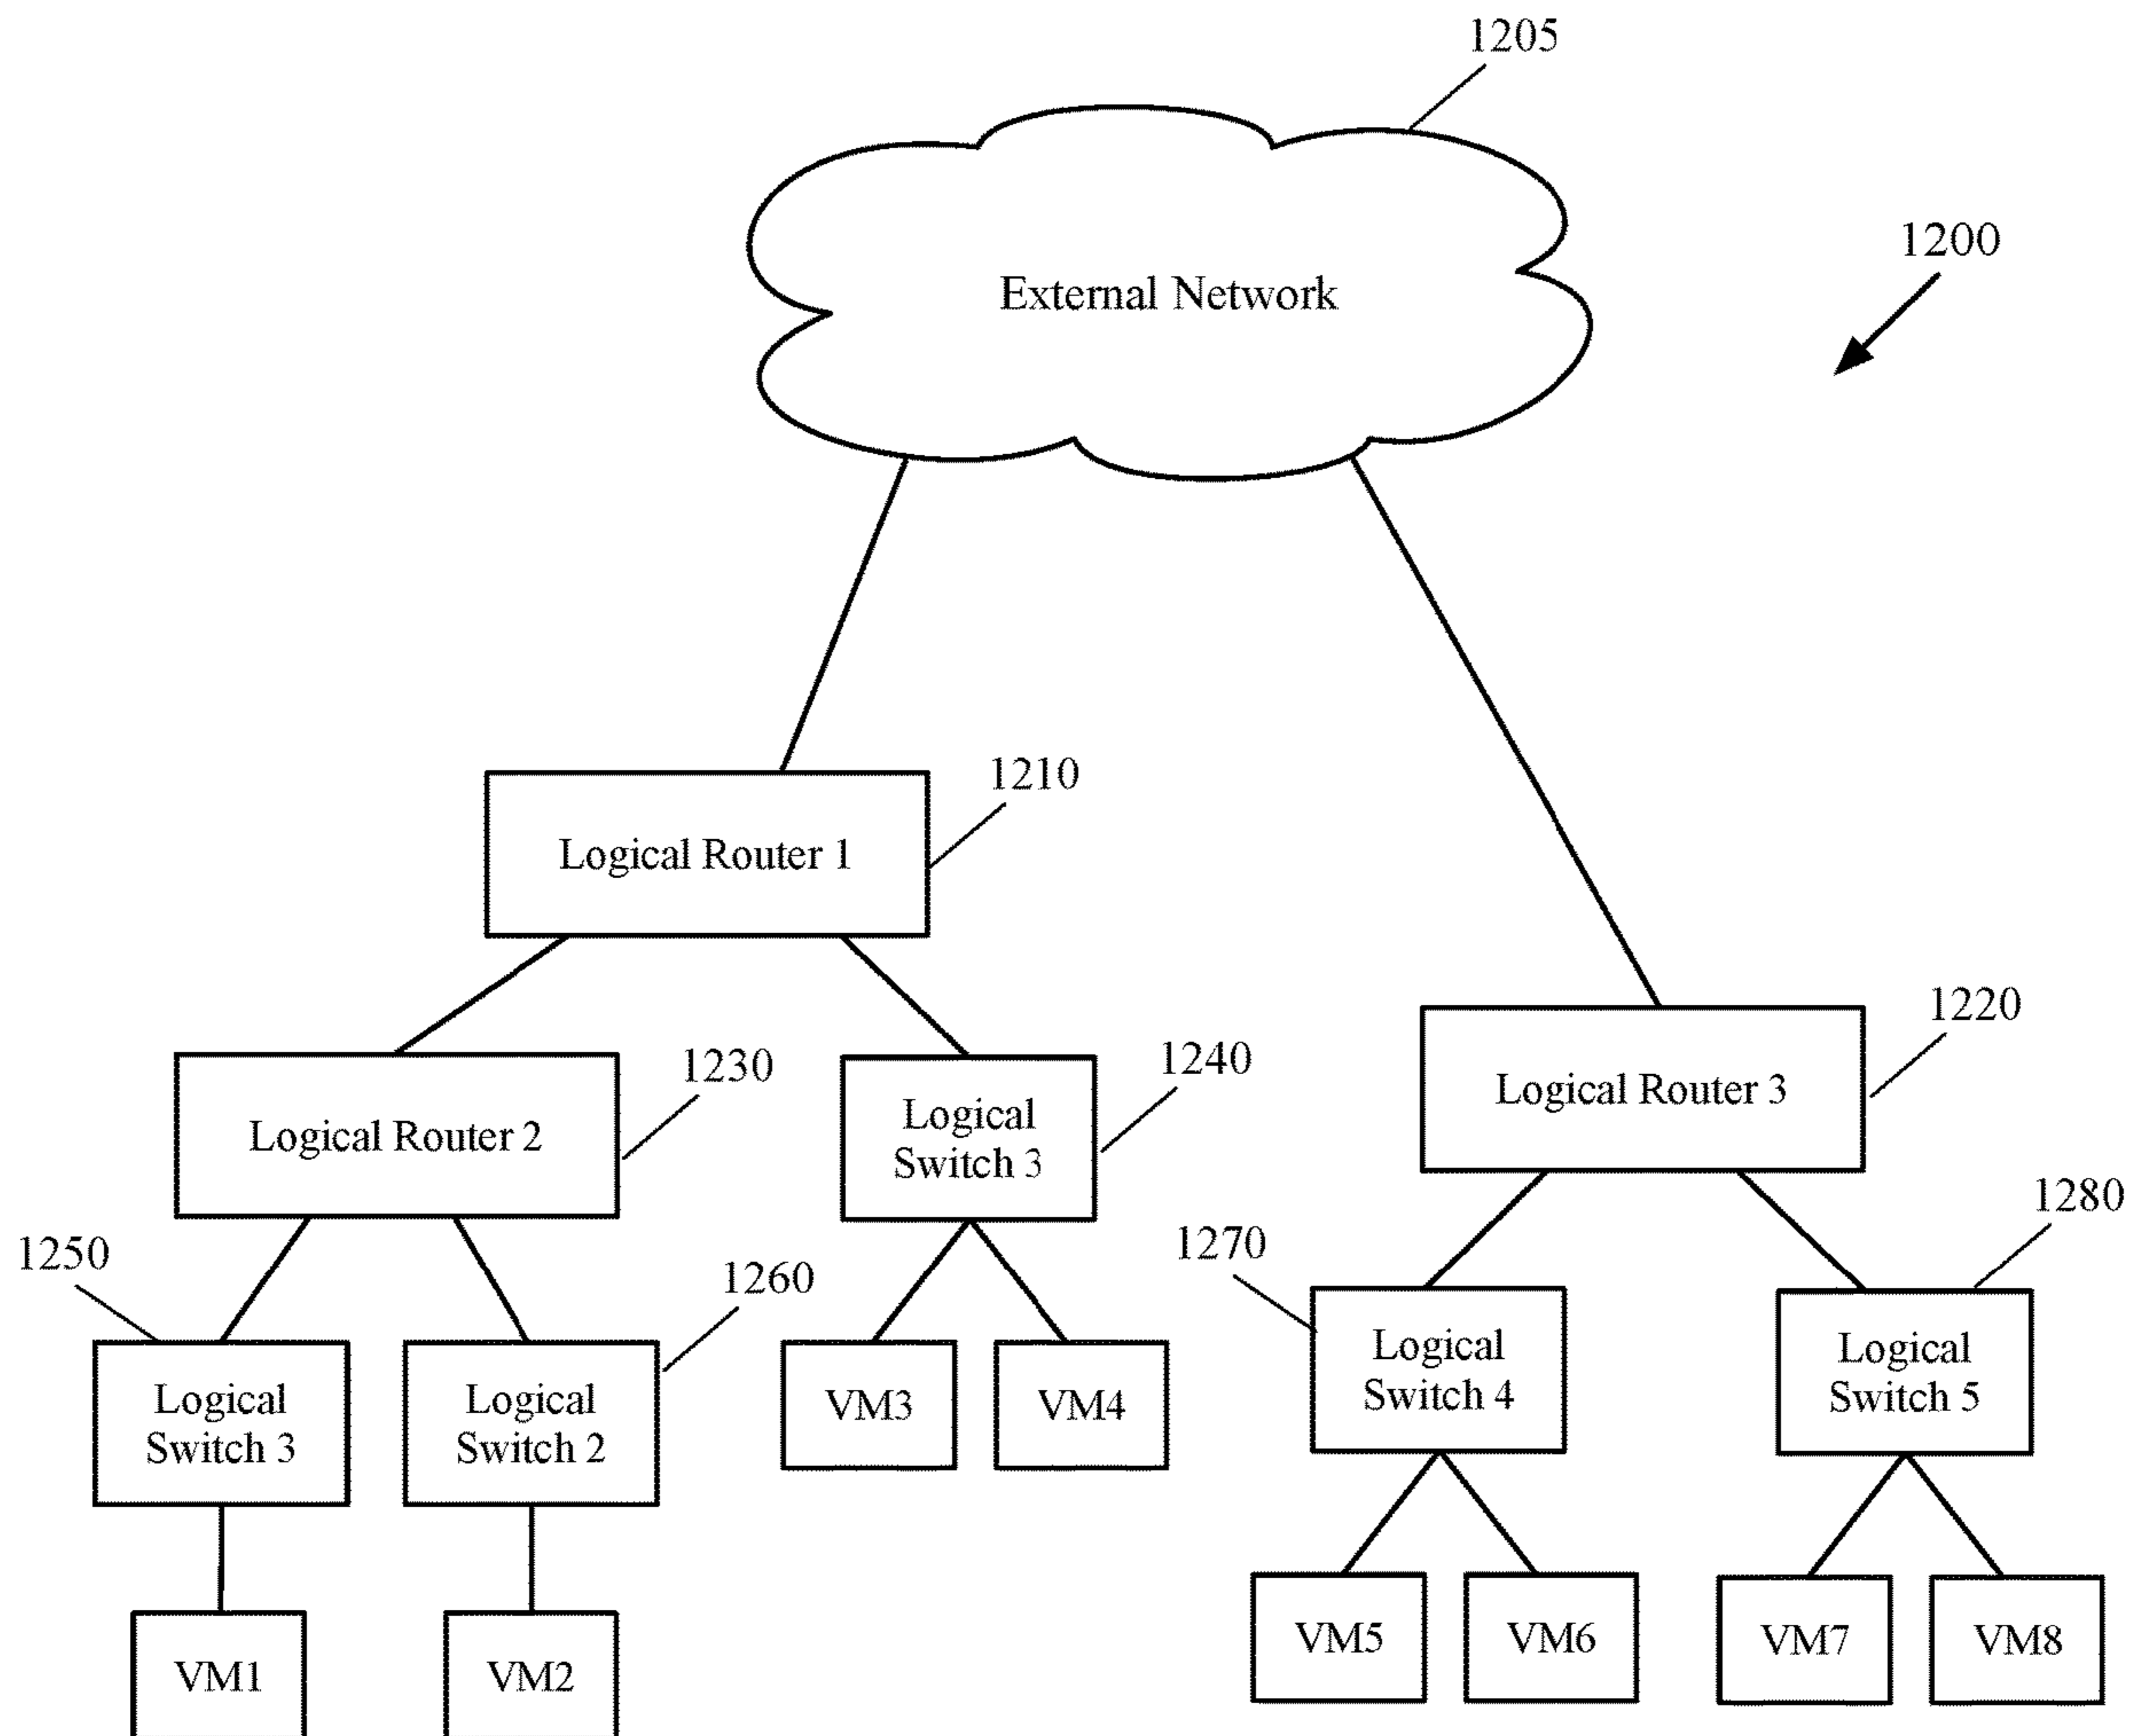 1205
1200
External Network
1210
Logical Router 1
1220
1230
1240
Logical Router 2
Logical
Switch 3
Logical Router 3
1250
1260
1270
1280
Logical
Switch 3
Logical
Switch 2
VM3
VM4
Logical
Switch 4
Logical
Switch 5
VM1
VM2
VM5
VM6
VM7
VM8